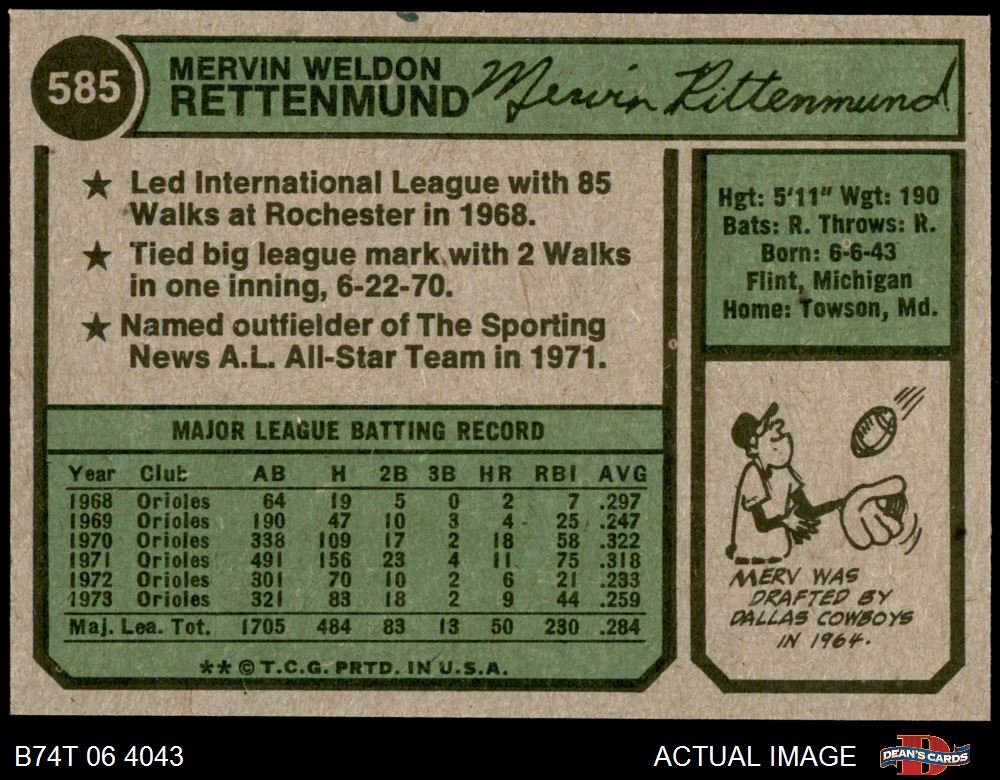 585
MERVIN WELDON
RETTENMUND
Mervin Rettenmund
★ Led International League with 85
Walks at Rochester in 1968.
★ Tied big league mark with 2 Walks
in one inning, 6-22-70.
★ Named outfielder of The Sporting
News A.L. All-Star Team in 1971.
Hgt: 5'11" Wgt: 190
Bats: R. Throws: R.
Born: 6-6-43
Flint, Michigan
Home: Towson, Md.
MAJOR LEAGUE BATTING RECORD
Year Club AB H 2B 3B HR RBI AVG
1968 Orioles 64 19 5 0 2 7 .297
1969 Orioles 190 47 10 3 4 25 .247
1970 Orioles 338 109 17 2 18 58 .322
1971 Orioles 491 156 23 4 11 75 .318
1972 Orioles 301 70 10 2 6 21 .233
1973 Orioles 321 83 18 2 9 44 .259
Maj. Lea. Tot. 1705 484 83 13 50 230 .284
** © T.C.G. PRTD. IN U.S.A.
MERV WAS
DRAFTED BY
DALLAS COWBOYS
IN 1964.
B74T 06 4043
ACTUAL IMAGE
DEAN'S CARDS